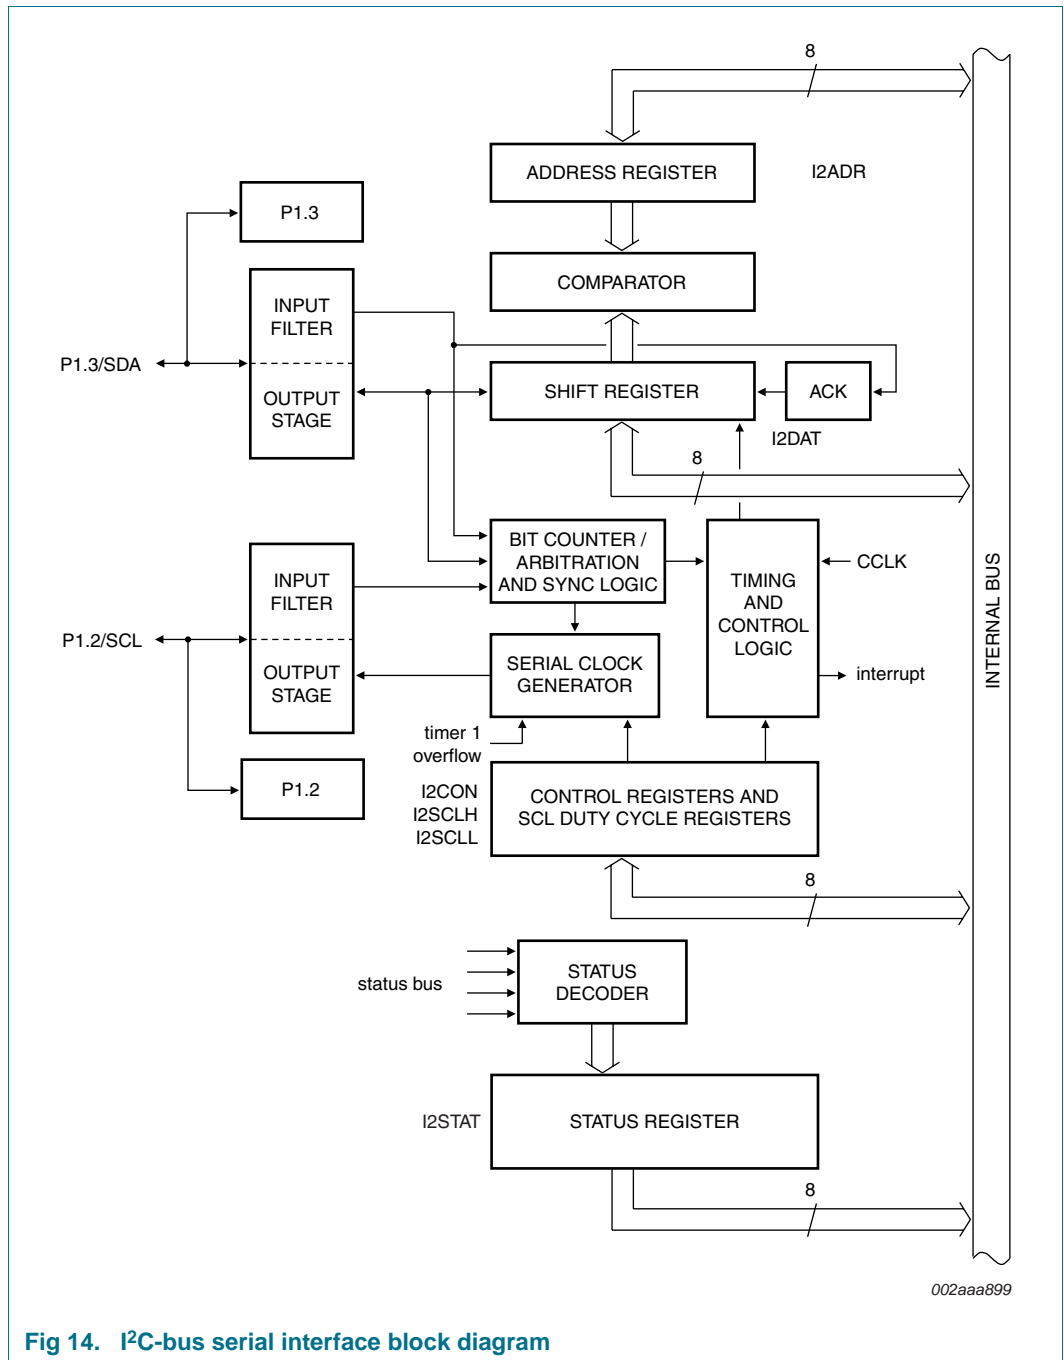 8
ADDRESS REGISTER
I2ADR
P1.3
COMPARATOR
INPUT
FILTER
P1.3/SDA
OUTPUT
STAGE
SHIFT REGISTER
ACK
I2DAT
8
BIT COUNTER /
ARBITRATION
AND SYNC LOGIC
INPUT
FILTER
TIMING
AND
CONTROL
LOGIC
CCLK
INTERNAL BUS
P1.2/SCL
OUTPUT
STAGE
SERIAL CLOCK
GENERATOR
interrupt
timer 1
overflow
P1.2
I2CON
I2SCLH
I2SCLL
CONTROL REGISTERS AND
SCL DUTY CYCLE REGISTERS
8
status bus
STATUS
DECODER
I2STAT
STATUS REGISTER
8
002aaa899
Fig 14. I²C-bus serial interface block diagram